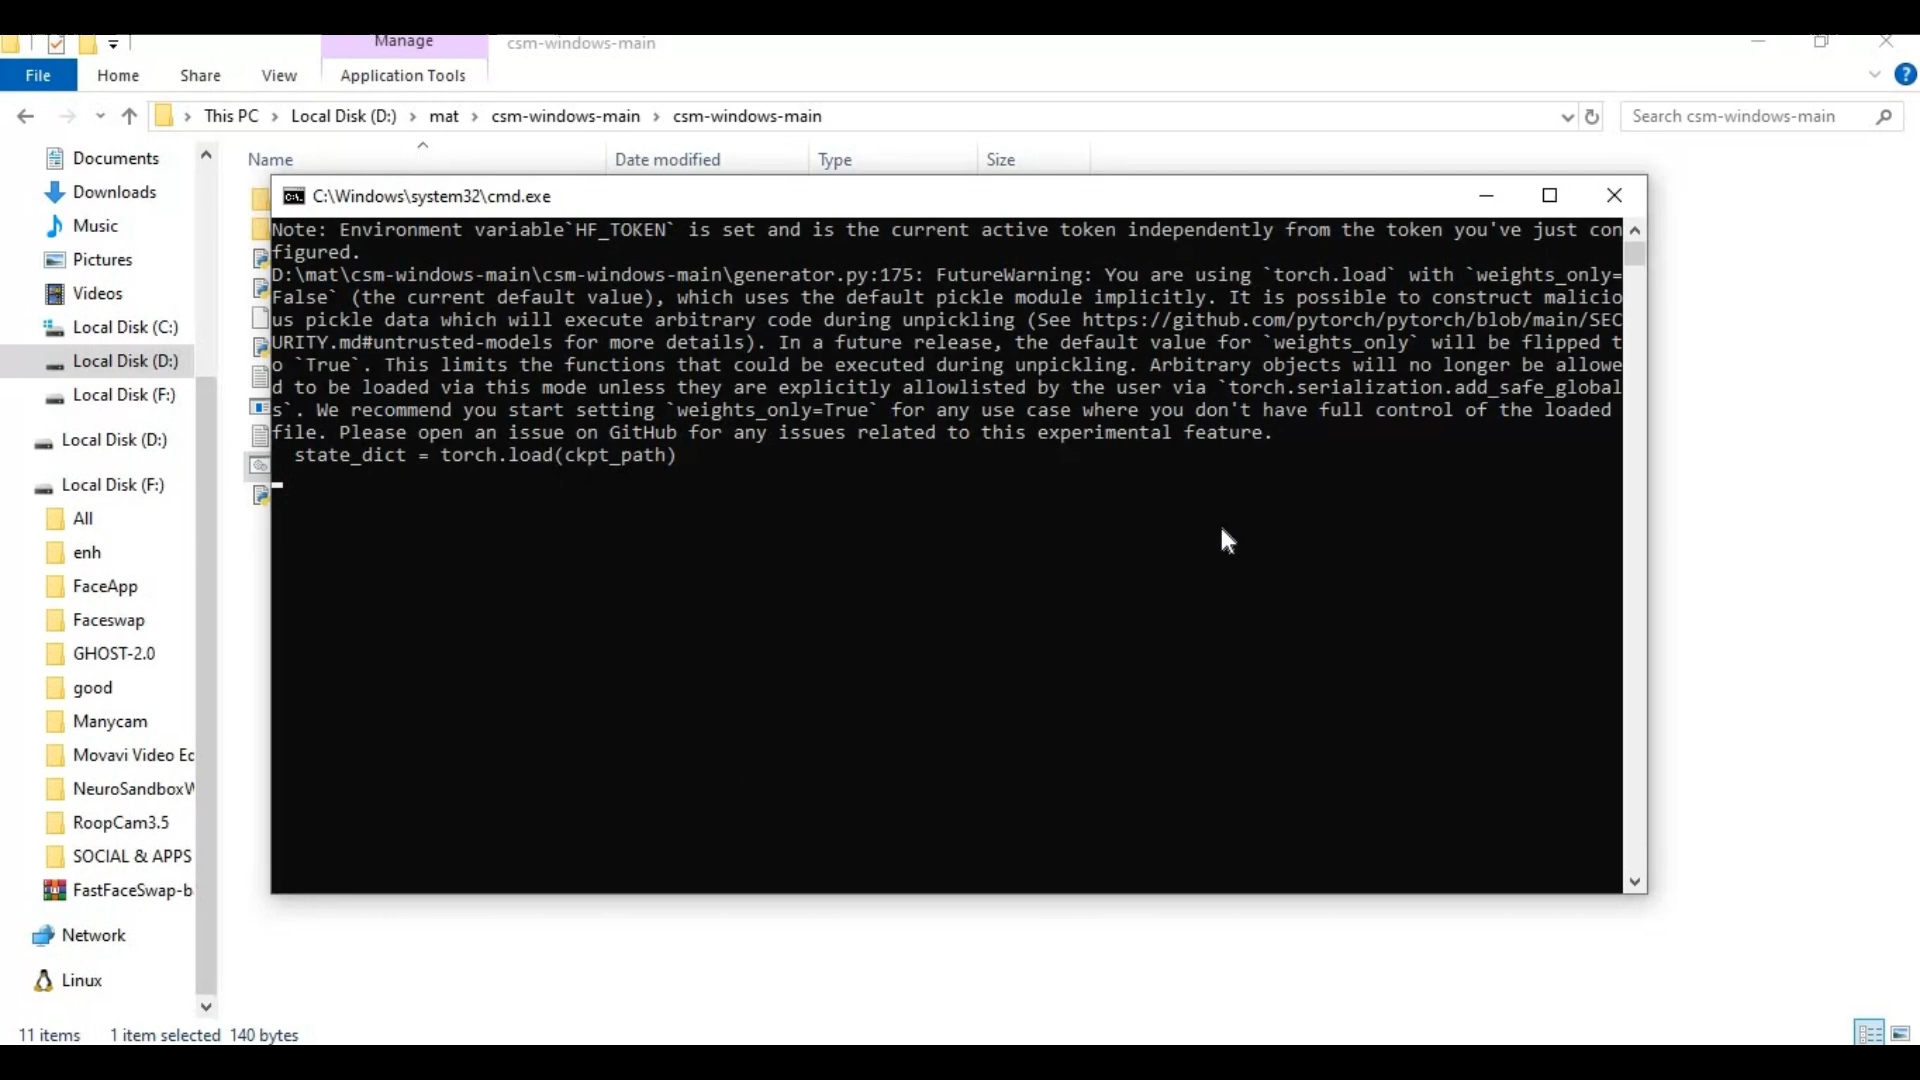 Manage
csm-windows-main
File
Home
Share
View
Application Tools
This PC
Local Disk (D:)
mat
csm-windows-main
csm-windows-main
Search csm-windows-main
Name
Date modified
Type
Size
Documents
Downloads
Music
Pictures
Videos
Local Disk (C:)
Local Disk (D:)
Local Disk (F:)
Local Disk (D:)
Local Disk (F:)
All
enh
FaceApp
Faceswap
GHOST-2.0
good
Manycam
Movavi Video Ec
NeuroSandboxW
RoopCam3.5
SOCIAL & APPS
FastFaceSwap-b
Network
Linux
C:\Windows\system32\cmd.exe
Note: Environment variable`HF_TOKEN` is set and is the current active token independently from the token you've just con
figured.
D:\mat\csm-windows-main\csm-windows-main\generator.py:175: FutureWarning: You are using `torch.load` with `weights_only=
False` (the current default value), which uses the default pickle module implicitly. It is possible to construct malicio
us pickle data which will execute arbitrary code during unpickling (See https://github.com/pytorch/pytorch/blob/main/SEC
URITY.md#untrusted-models for more details). In a future release, the default value for `weights_only` will be flipped t
o `True`. This limits the functions that could be executed during unpickling. Arbitrary objects will no longer be allowe
d to be loaded via this mode unless they are explicitly allowlisted by the user via `torch.serialization.add_safe_global
s`. We recommend you start setting `weights_only=True` for any use case where you don't have full control of the loaded
file. Please open an issue on GitHub for any issues related to this experimental feature.
state_dict = torch.load(ckpt_path)
11 items
1 item selected 140 bytes